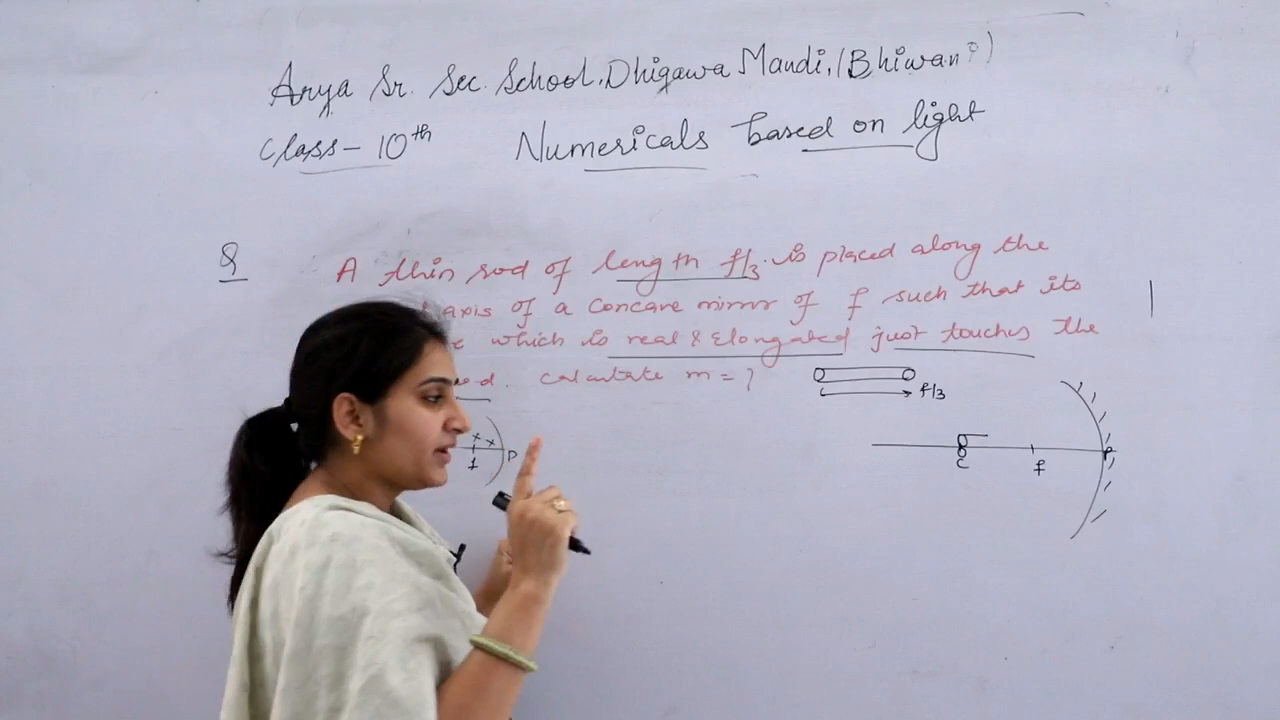 Arya Sr. Sec. School, Dhigawa Mandi, (Bhiwani)
Class - 10th Numericals based on light
Q A thin rod of length f/3 is placed along the
axis of a concave mirror of f such that its
which is real & Elongated just touches the
calculate m = ?
f/3
f P
C f P